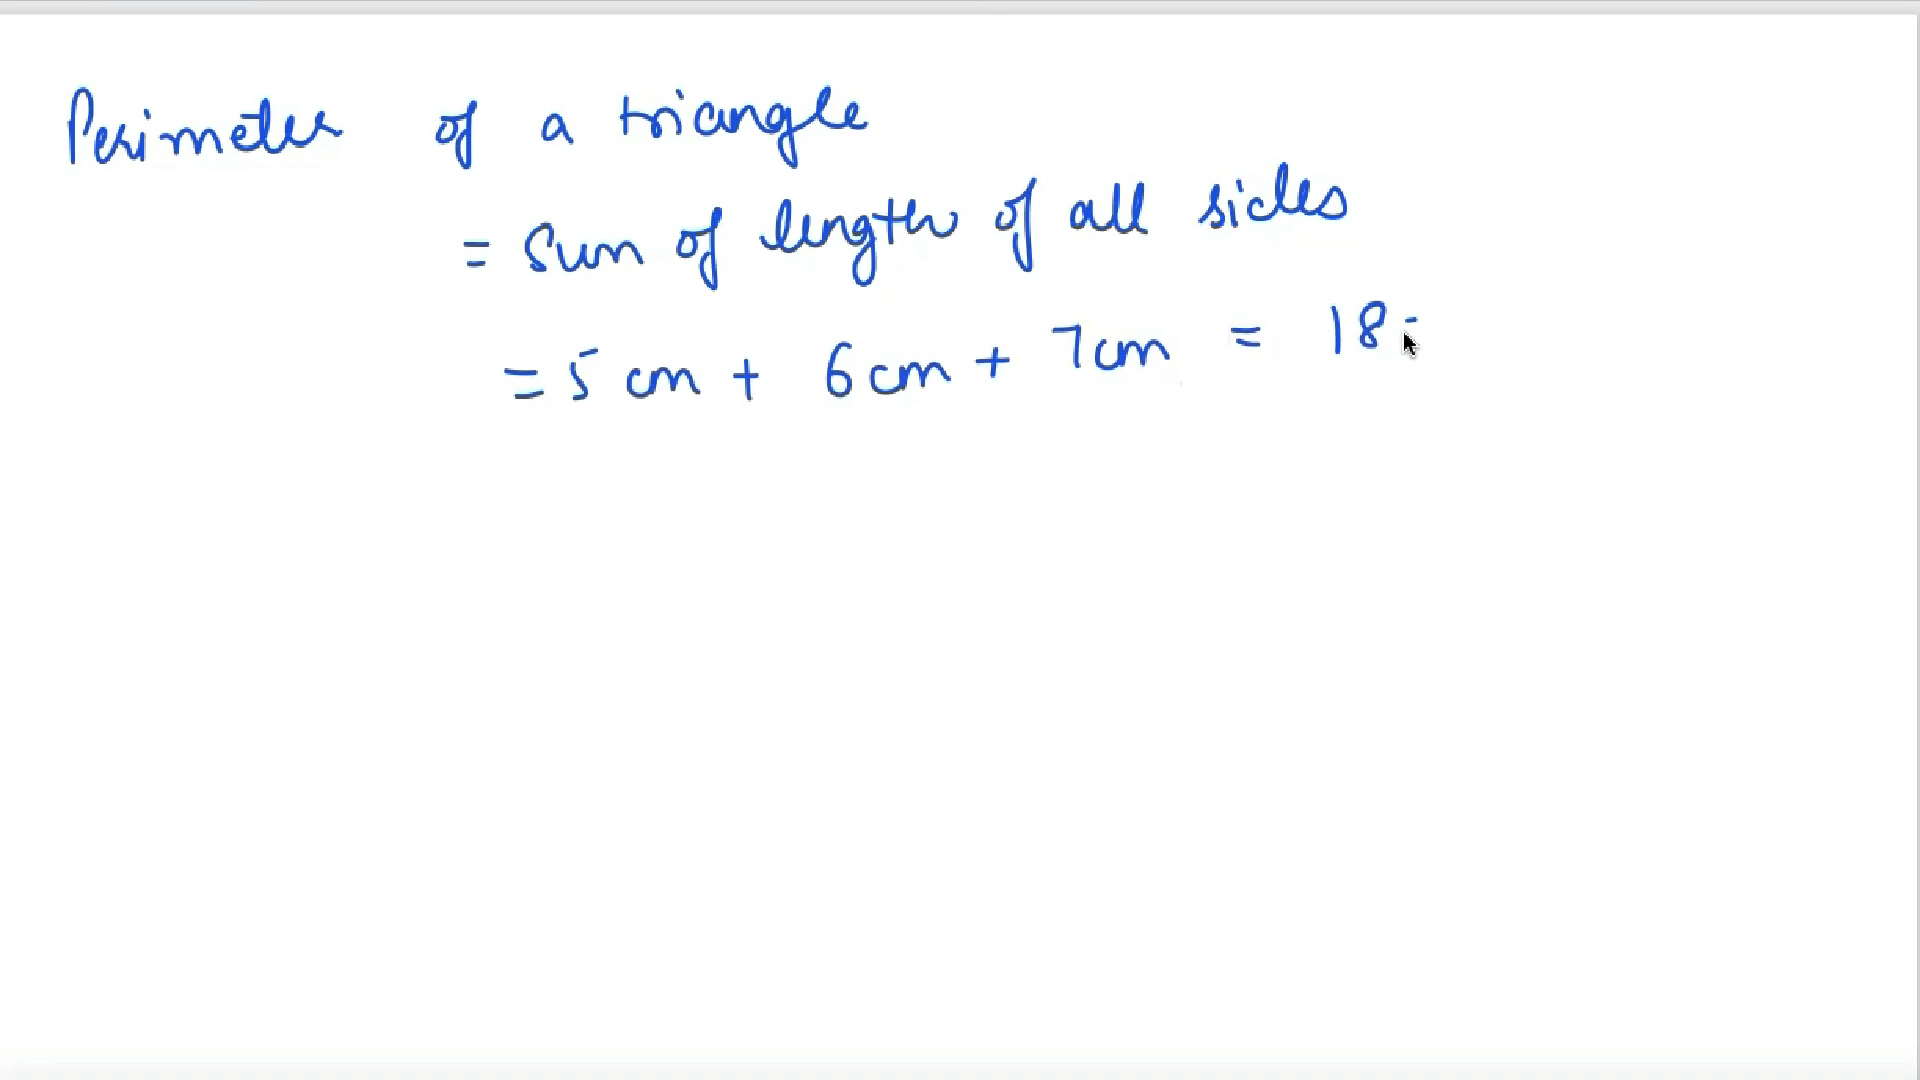 Perimeter of a triangle
= Sum of length of all sides
= 5 cm + 6 cm + 7 cm = 18